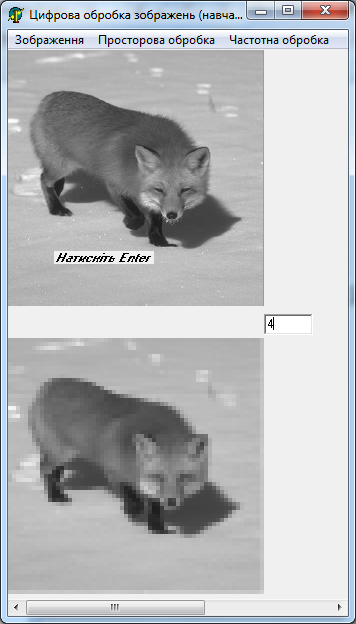 Цифрова обробка зображень (навча...
Зображення Просторова обробка Частотна обробка
Натисніть Enter
4